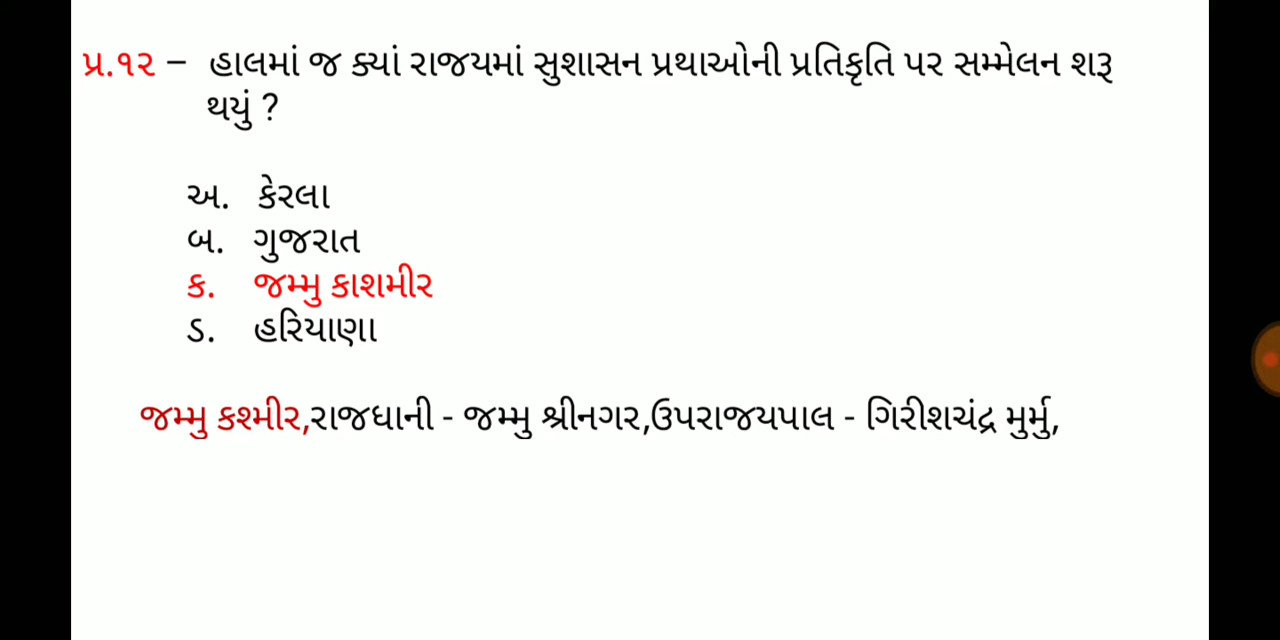 પ્ર.૧૨ – હાલમાં જ ક્યાં રાજયમાં સુશાસન પ્રથાઓની પ્રતિકૃતિ પર સમ્મેલન શરૂ
થયું ?
અ. કેરલા
બ. ગુજરાત
ક. જમ્મુ કાશમીર
ડ. હરિયાણા
જમ્મુ કશ્મીર,રાજધાની - જમ્મુ શ્રીનગર,ઉપરાજયપાલ - ગિરીશચંદ્ર મુર્મુ,